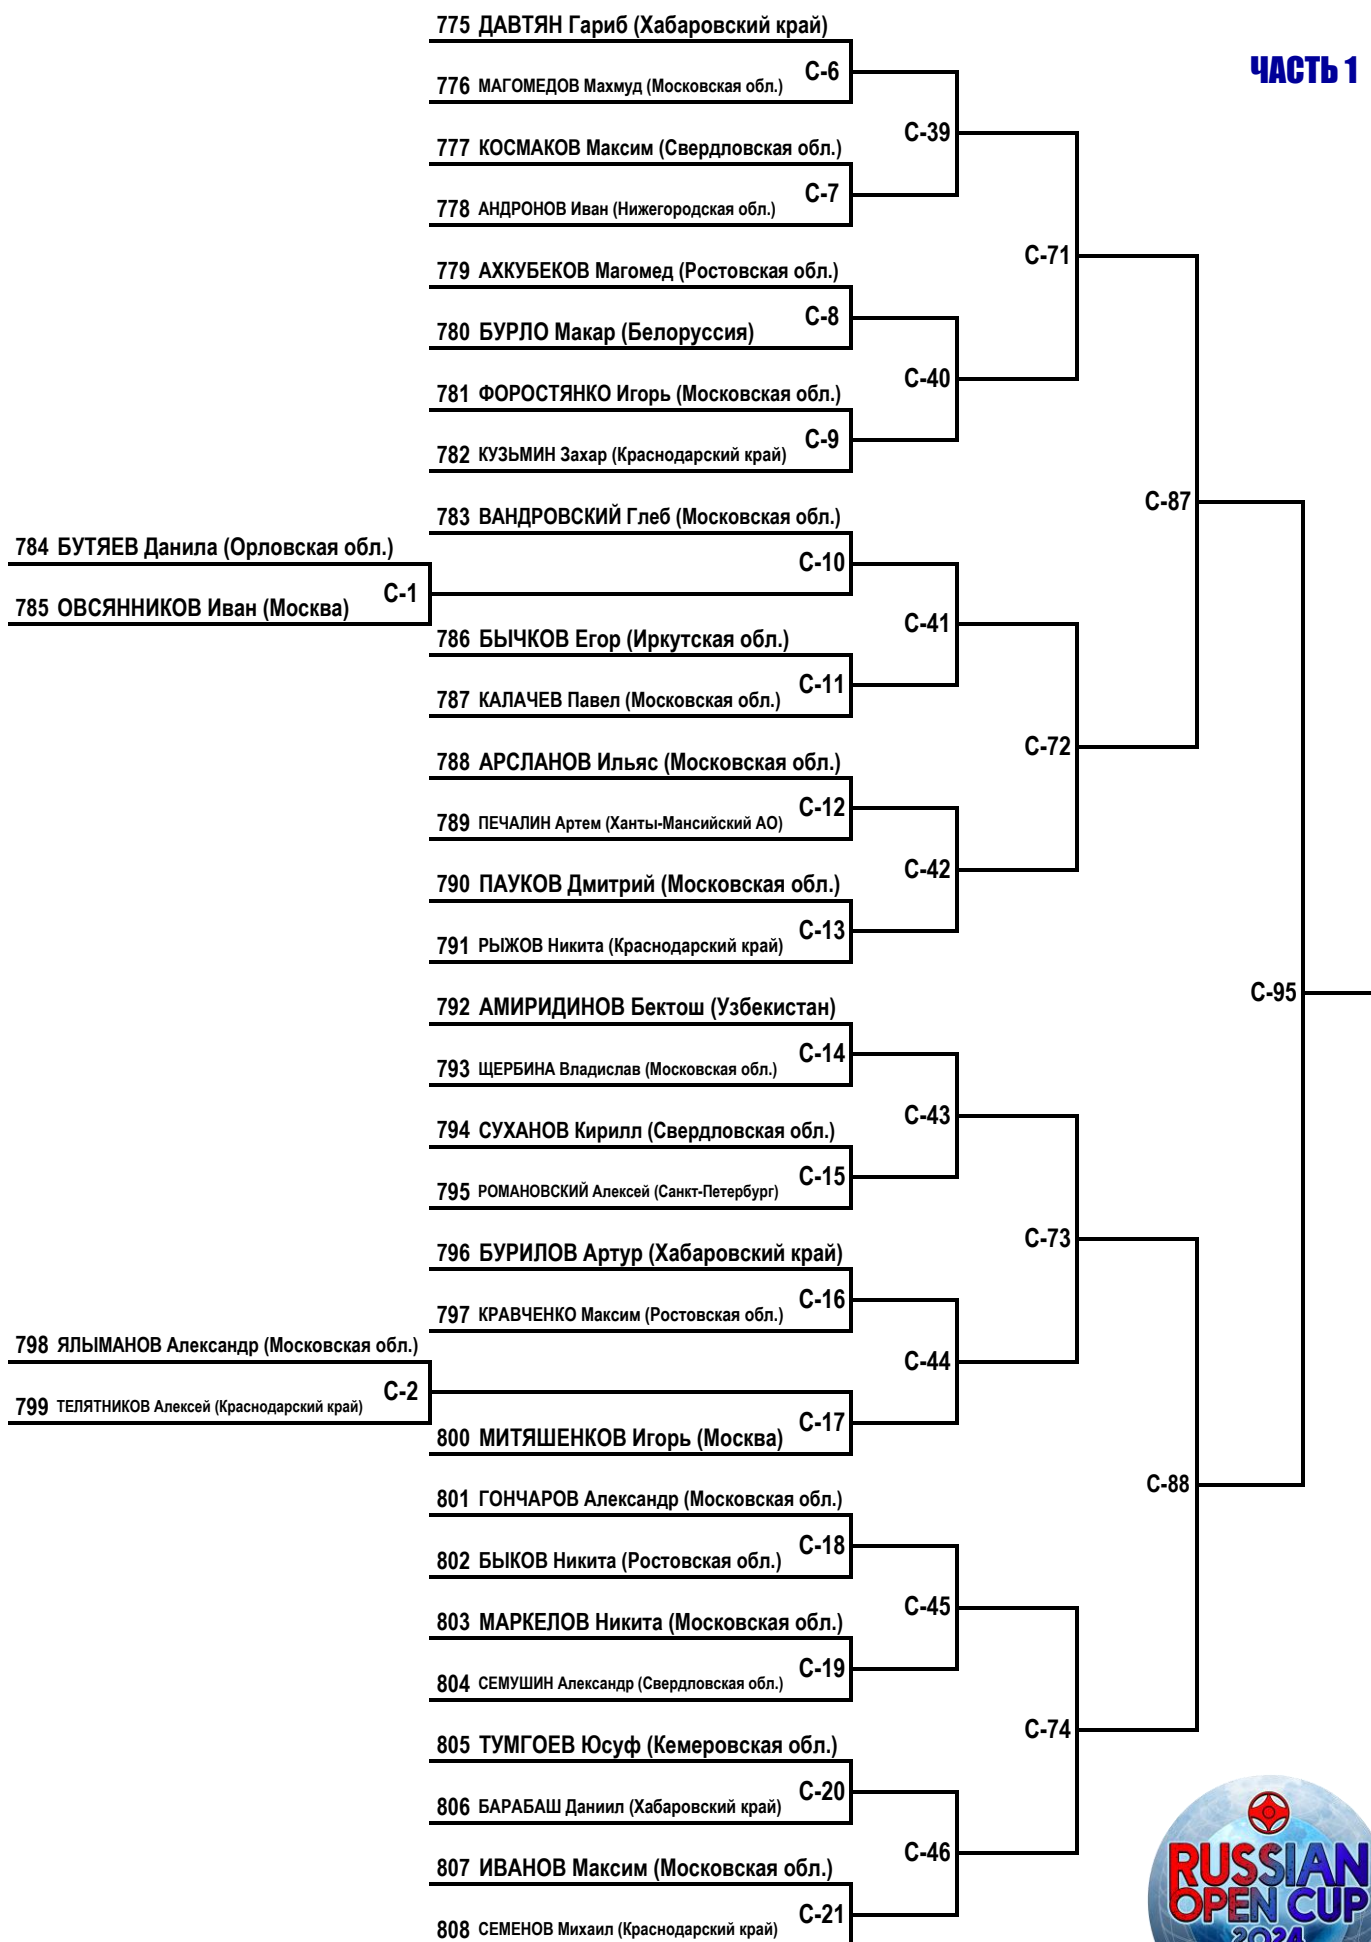 775 ДАВТЯН Гариб (Хабаровский край)
ЧАСТЬ 1
С-6
776 МАГОМЕДОВ Махмуд (Московская обл.)
С-39
777 КОСМАКОВ Максим (Свердловская обл.)
С-7
778 АНДРОНОВ Иван (Нижегородская обл.)
С-71
779 АХКУБЕКОВ Магомед (Ростовская обл.)
С-8
780 БУРЛО Макар (Белоруссия)
С-40
781 ФОРОСТЯНКО Игорь (Московская обл.)
С-9
782 КУЗЬМИН Захар (Краснодарский край)
С-87
783 ВАНДРОВСКИЙ Глеб (Московская обл.)
784 БУТЯЕВ Данила (Орловская обл.)
С-10
С-1
785 ОВСЯННИКОВ Иван (Москва)
С-41
786 БЫЧКОВ Егор (Иркутская обл.)
С-11
787 КАЛАЧЕВ Павел (Московская обл.)
С-72
788 АРСЛАНОВ Ильяс (Московская обл.)
С-12
789 ПЕЧАЛИН Артем (Ханты-Мансийский АО)
С-42
790 ПАУКОВ Дмитрий (Московская обл.)
С-13
791 РЫЖОВ Никита (Краснодарский край)
С-95
792 АМИРИДИНОВ Бектош (Узбекистан)
С-14
793 ЩЕРБИНА Владислав (Московская обл.)
С-43
794 СУХАНОВ Кирилл (Свердловская обл.)
С-15
795 РОМАНОВСКИЙ Алексей (Санкт-Петербург)
С-73
796 БУРИЛОВ Артур (Хабаровский край)
С-16
797 КРАВЧЕНКО Максим (Ростовская обл.)
798 ЯЛЫМАНОВ Александр (Московская обл.)
С-44
С-2
799 ТЕЛЯТНИКОВ Алексей (Краснодарский край)
С-17
800 МИТЯШЕНКОВ Игорь (Москва)
С-88
801 ГОНЧАРОВ Александр (Московская обл.)
С-18
802 БЫКОВ Никита (Ростовская обл.)
С-45
803 МАРКЕЛОВ Никита (Московская обл.)
С-19
804 СЕМУШИН Александр (Свердловская обл.)
С-74
805 ТУМГОЕВ Юсуф (Кемеровская обл.)
С-20
806 БАРАБАШ Даниил (Хабаровский край)
С-46
807 ИВАНОВ Максим (Московская обл.)
С-21
808 СЕМЕНОВ Михаил (Краснодарский край)
RUSSIAN
OPEN CUP
2024